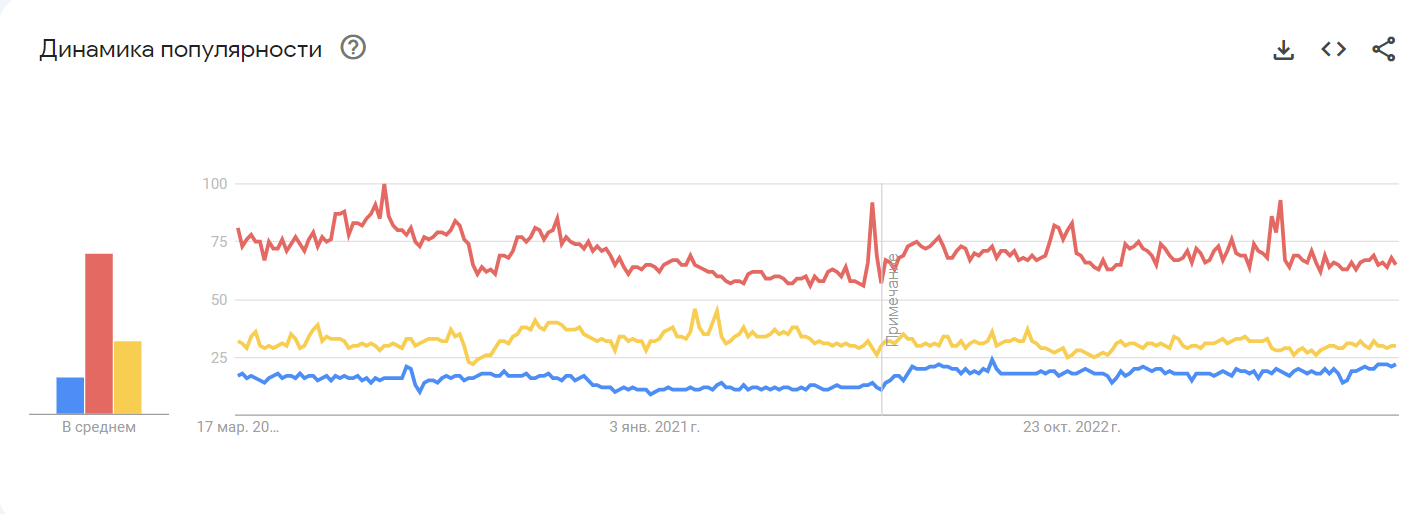 Динамика популярности
100
75
50
25
Примечание
В среднем
17 мар. 20...
3 янв. 2021 г.
23 окт. 2022 г.